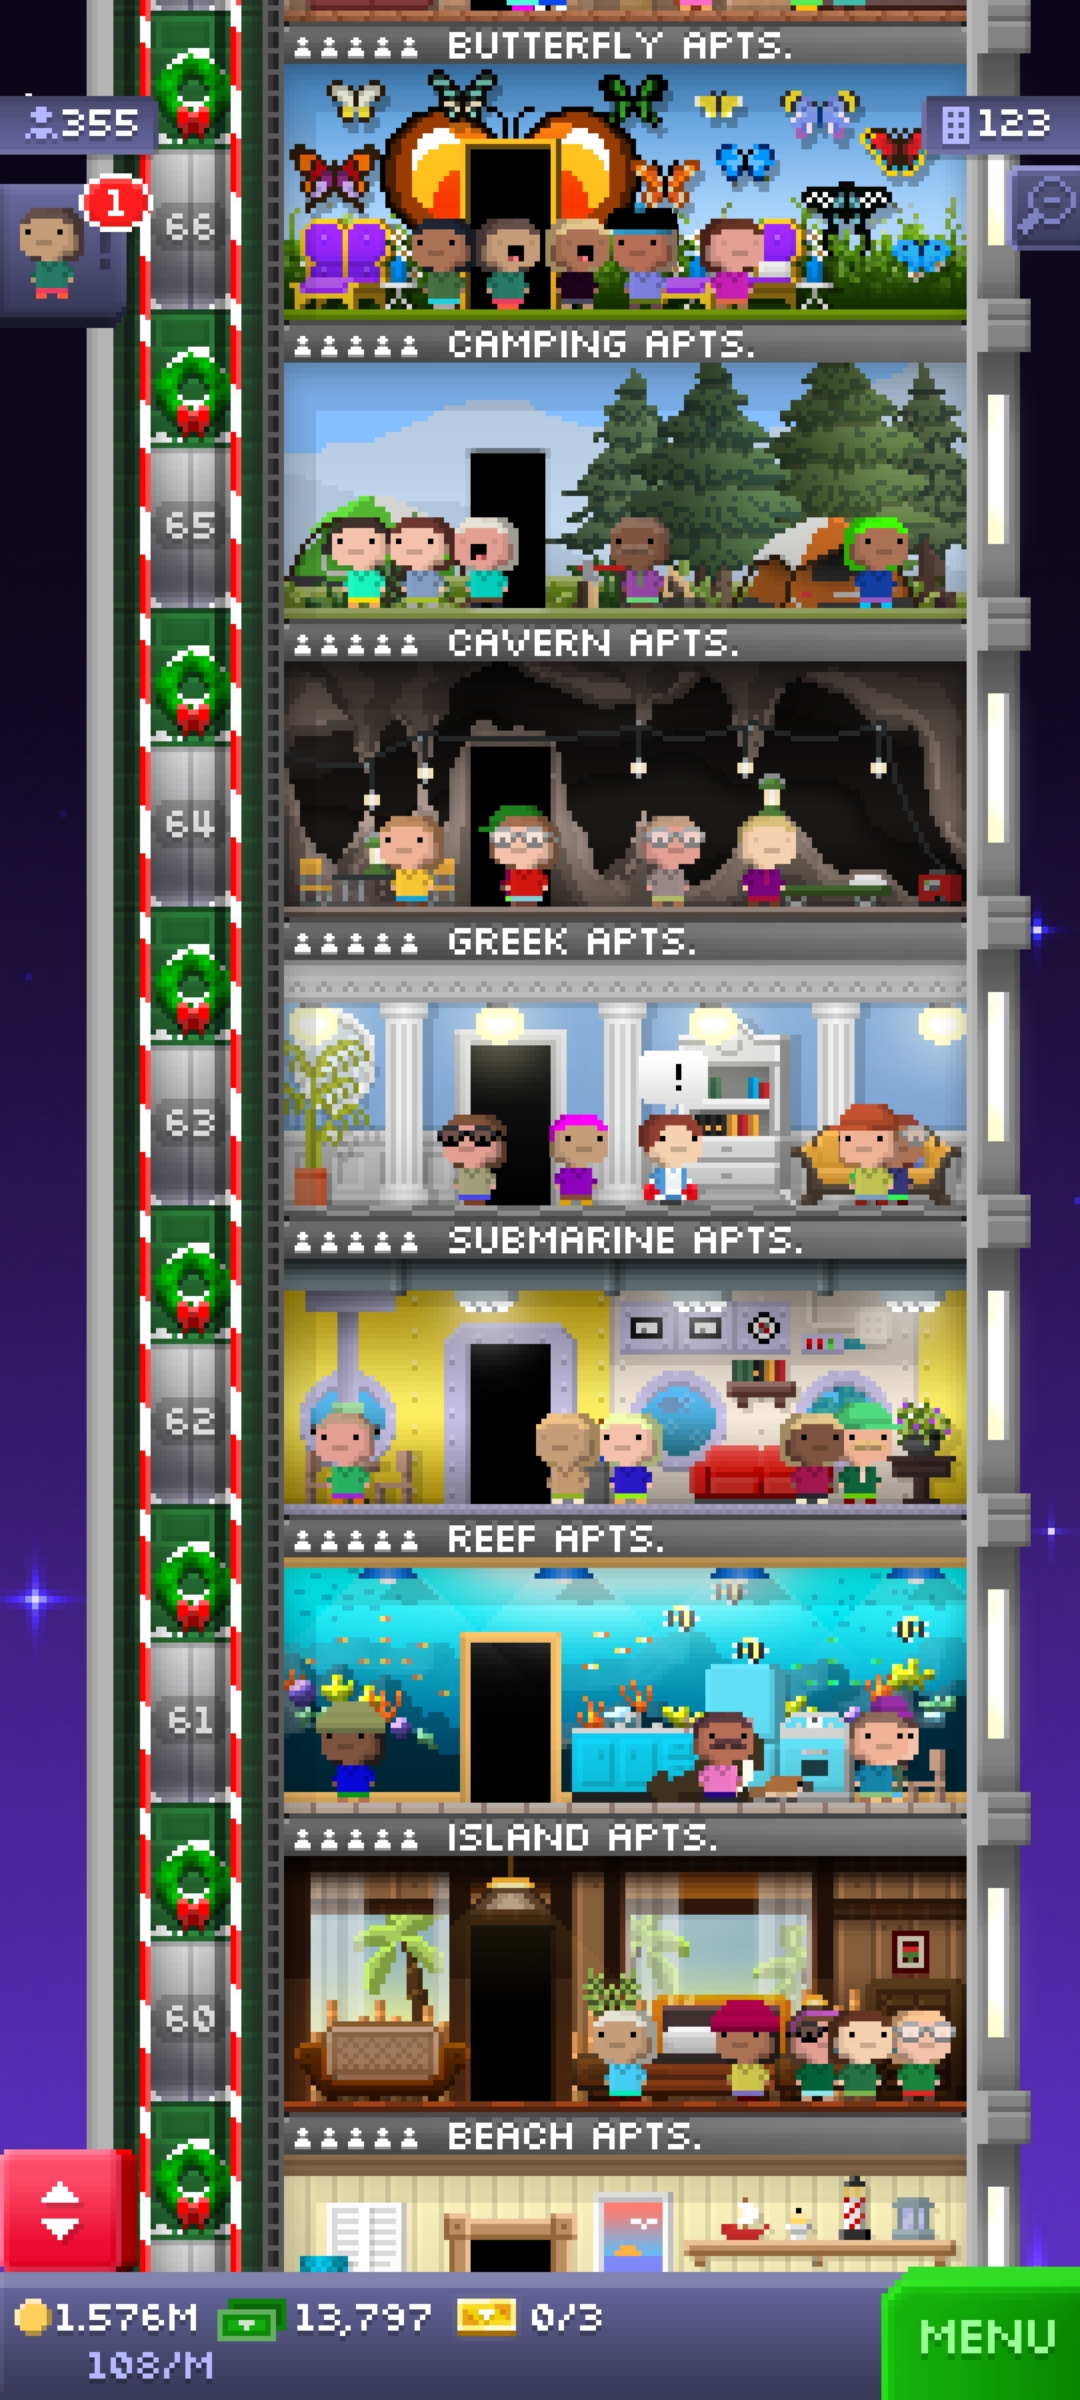 BUTTERFLY APTS.
355
123
1
66
CAMPING APTS.
65
CAVERN APTS.
64
GREEK APTS.
!
63
SUBMARINE APTS.
62
REEF APTS.
61
ISLAND APTS.
60
BEACH APTS.
1.576M 13,797 0/3
108/M
MENU